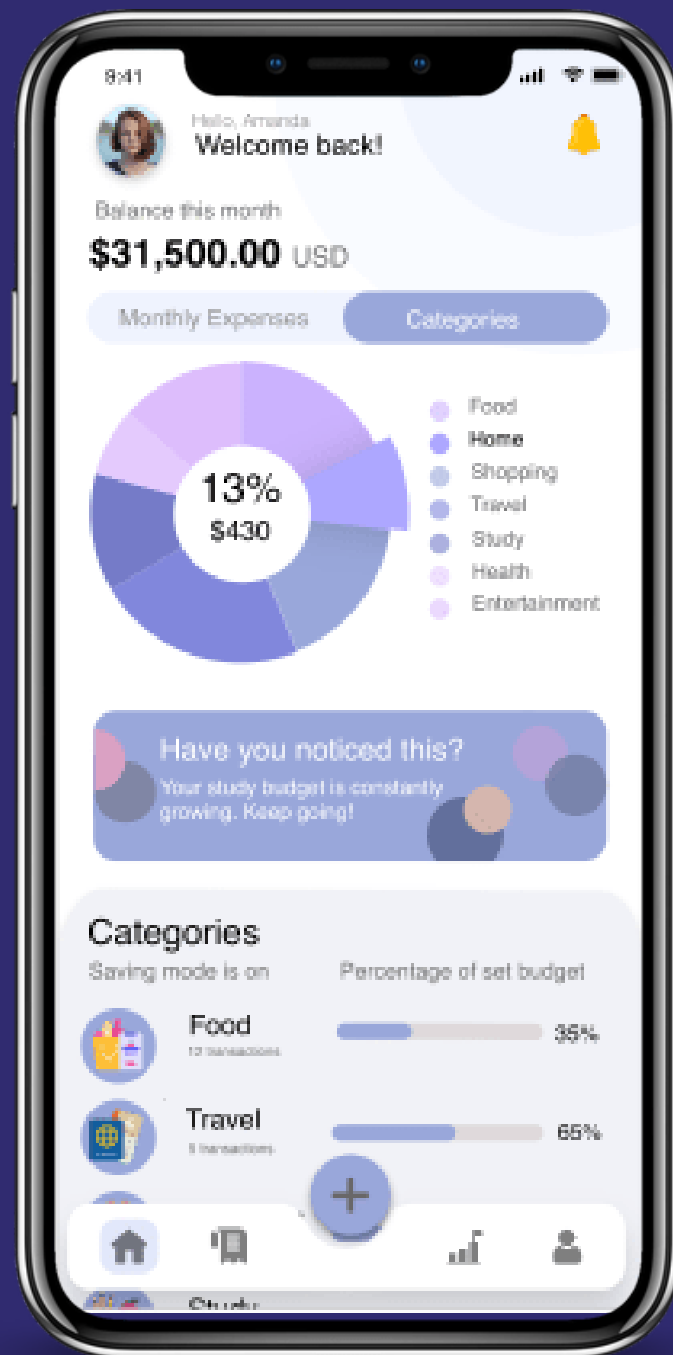 9:41
Hello, Amanda
Welcome back!
Balance this month
$31,500.00 USD
Monthly Expenses
Categories
13%
$430
Food
Home
Shopping
Travel
Study
Health
Entertainment
Have you noticed this?
Your study budget is constantly
growing. Keep going!
Categories
Saving mode is on
Percentage of set budget
Food
35%
12 transactions
Travel
65%
transactions
Study